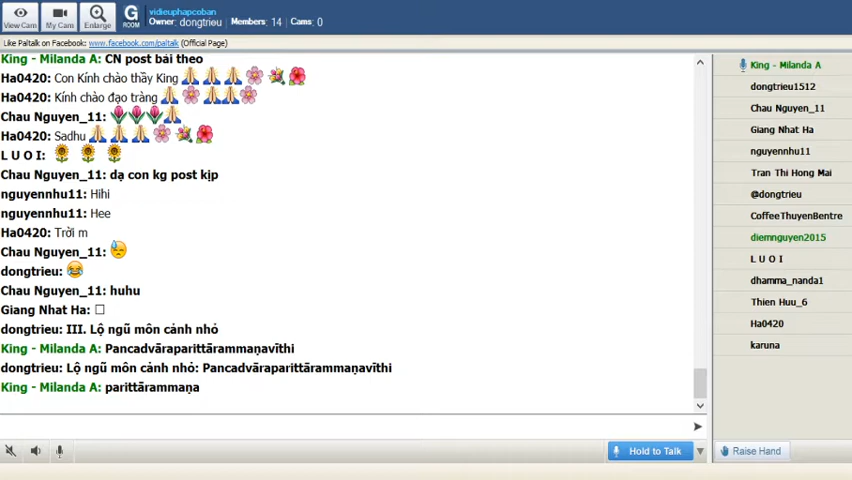 vidieuphapcoban
Owner: dongtrieu Members: 14 Cams: 0
View Cam My Cam Enlarge G ROOM
Like Paltalk on Facebook: www.facebook.com/paltalk (Official Page)
King - Milanda A: CN post bài theo
Ha0420: Con Kính chào thầy King
Ha0420: Kính chào đạo tràng
Chau Nguyen_11:
Ha0420: Sadhu
L U O I:
Chau Nguyen_11: dạ con kg post kịp
nguyennhu11: Hihi
nguyennhu11: Hee
Ha0420: Trời m
Chau Nguyen_11:
dongtrieu:
Chau Nguyen_11: huhu
Giang Nhat Ha:
dongtrieu: III. Lộ ngũ môn cảnh nhỏ
King - Milanda A: Pancadvāraparittārammaṇavīthi
dongtrieu: Lộ ngũ môn cảnh nhỏ: Pancadvāraparittārammaṇavīthi
King - Milanda A: parittārammaṇa
King - Milanda A
dongtrieu1512
Chau Nguyen_11
Giang Nhat Ha
nguyennhu11
Tran Thi Hong Mai
@dongtrieu
CoffeeThuyenBentre
diemnguyen2015
L U O I
dhamma_nanda1
Thien Huu_6
Ha0420
karuna
Hold to Talk
Raise Hand